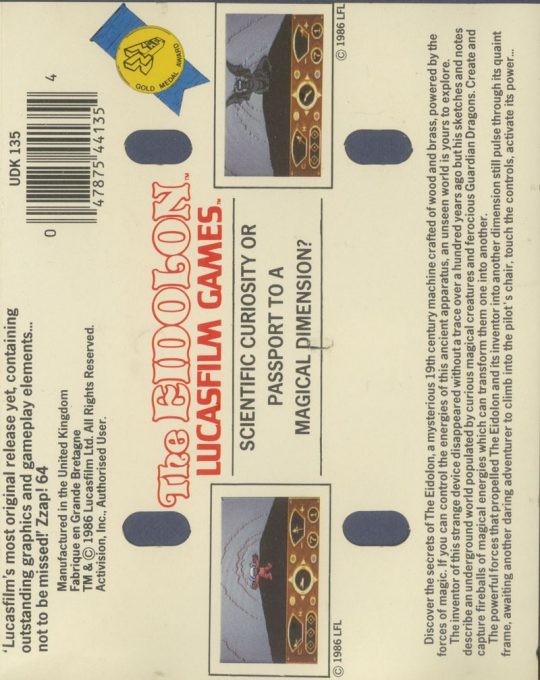 'Lucasfilm's most original release yet, containing
outstanding graphics and gameplay elements...
not to be missed!' Zzap! 64
Manufactured in the United Kingdom
Fabrique en Grande Bretagne
TM & © 1986 Lucasfilm Ltd. All Rights Reserved.
Activision, Inc., Authorised User.
UDK 135
0 47875 44135 4
GOLD MEDAL AWARD
The EIDOLON™
LUCASFILM GAMES™
SCIENTIFIC CURIOSITY OR
PASSPORT TO A
MAGICAL DIMENSION?
© 1986 LFL
© 1986 LFL
Discover the secrets of The Eidolon, a mysterious 19th century machine crafted of wood and brass, powered by the
forces of magic. If you can control the energies of this ancient apparatus, an unseen world is yours to explore.
The inventor of this strange device disappeared without a trace over a hundred years ago but his sketches and notes
describe an underground world populated by curious magical creatures and ferocious Guardian Dragons. Create and
capture fireballs of magical energies which can transform them one into another.
The powerful forces that propelled The Eidolon and its inventor into another dimension still pulse through its quaint
frame, awaiting another daring adventurer to climb into the pilot's chair, touch the controls, activate its power...